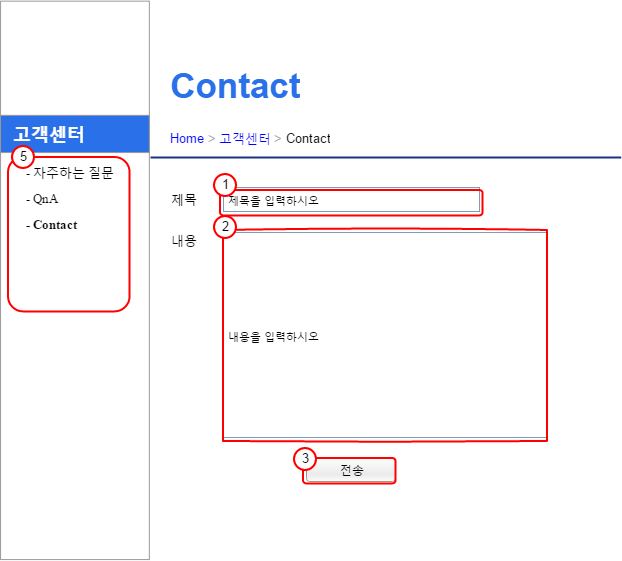 Contact
고객센터
Home > 고객센터 > Contact
5
- 자주하는 질문
- QnA
- Contact
1
제목
제목을 입력하시오
2
내용
내용을 입력하시오
3
전송